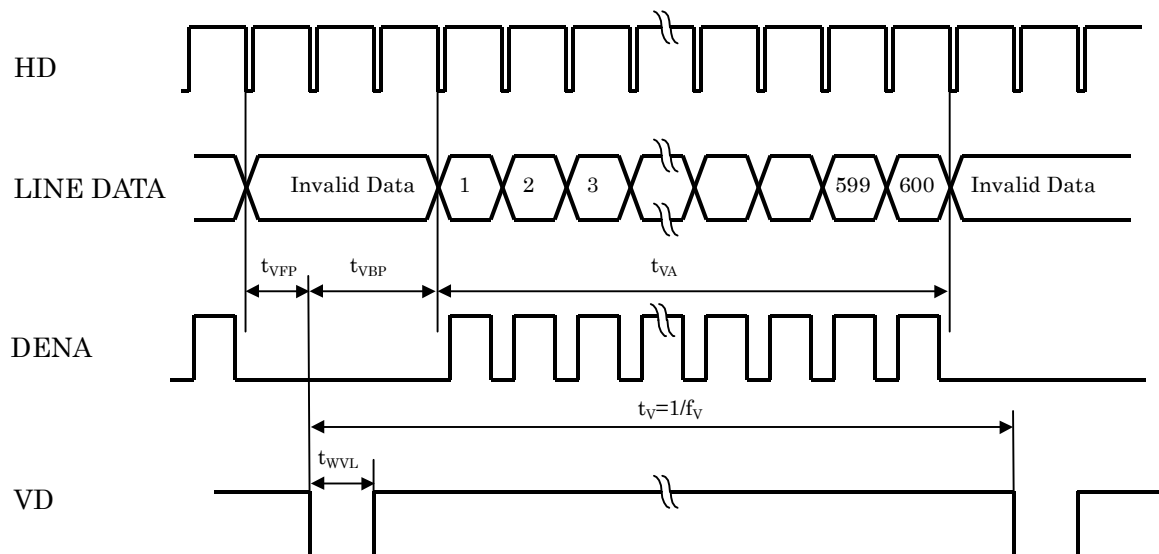 HD
LINE DATA
Invalid Data 1 2 3 599 600 Invalid Data
tVFP tVBP tVA
DENA
tV=1/fV
tWVL
VD